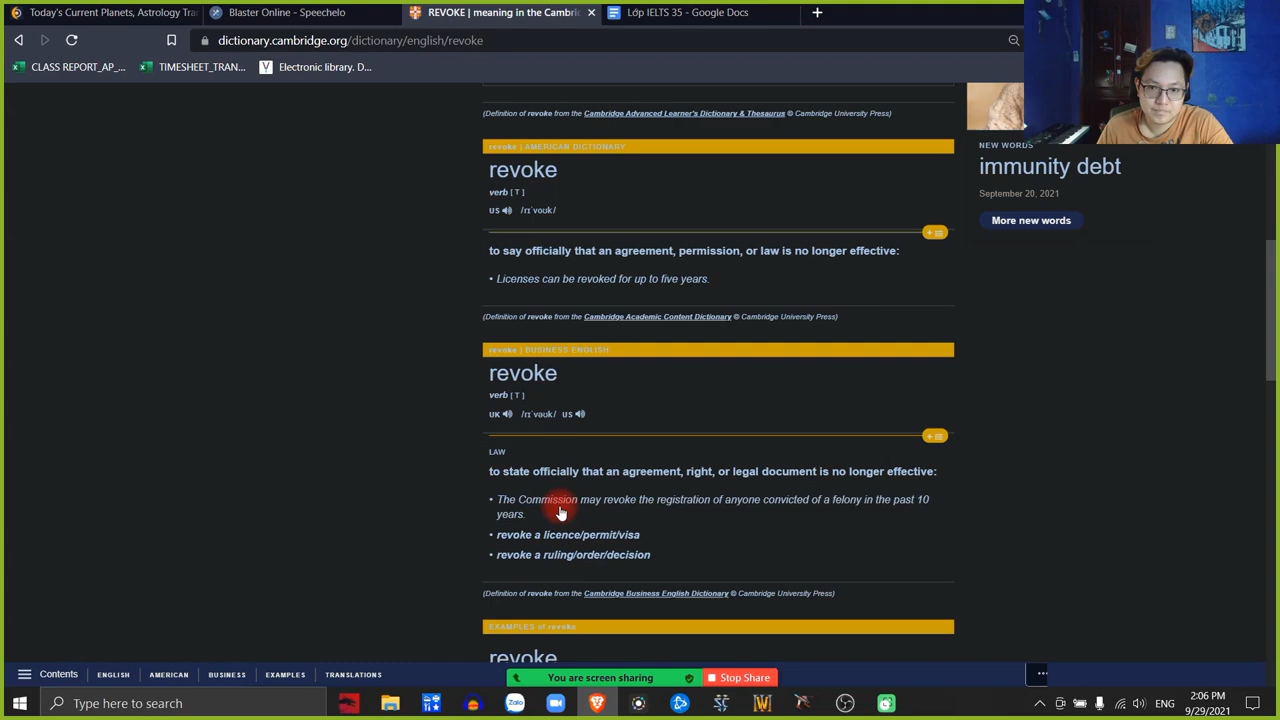 Today's Current Planets, Astrology Tra
Blaster Online - Speechelo
REVOKE | meaning in the Cambri
Lớp IELTS 35 - Google Docs
dictionary.cambridge.org/dictionary/english/revoke
CLASS REPORT_AP_...
TIMESHEET_TRAN...
Electronic library. D...
(Definition of revoke from the Cambridge Advanced Learner's Dictionary & Thesaurus © Cambridge University Press)
revoke | AMERICAN DICTIONARY
revoke
verb [ T ]
US /rɪˈvoʊk/
to say officially that an agreement, permission, or law is no longer effective:
• Licenses can be revoked for up to five years.
(Definition of revoke from the Cambridge Academic Content Dictionary © Cambridge University Press)
revoke | BUSINESS ENGLISH
revoke
verb [ T ]
UK /rɪˈvəʊk/ US
LAW
to state officially that an agreement, right, or legal document is no longer effective:
• The Commission may revoke the registration of anyone convicted of a felony in the past 10
years.
• revoke a licence/permit/visa
• revoke a ruling/order/decision
(Definition of revoke from the Cambridge Business English Dictionary © Cambridge University Press)
EXAMPLES of revoke
revoke
NEW WORDS
immunity debt
September 20, 2021
More new words
Contents
ENGLISH
AMERICAN
BUSINESS
EXAMPLES
TRANSLATIONS
You are screen sharing
Stop Share
Type here to search
Zalo
ENG
2:06 PM
9/29/2021